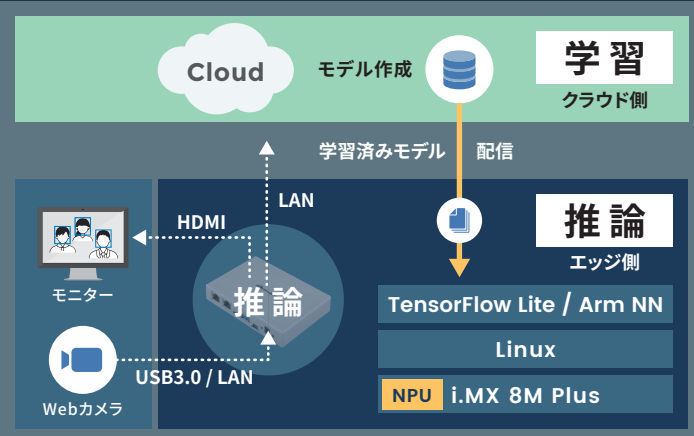 Cloud
モデル作成
学習
クラウド側
学習済みモデル
配信
LAN
HDMI
推論
エッジ側
モニター
推論
TensorFlow Lite / Arm NN
Linux
NPU i.MX 8M Plus
USB3.0 / LAN
Webカメラ